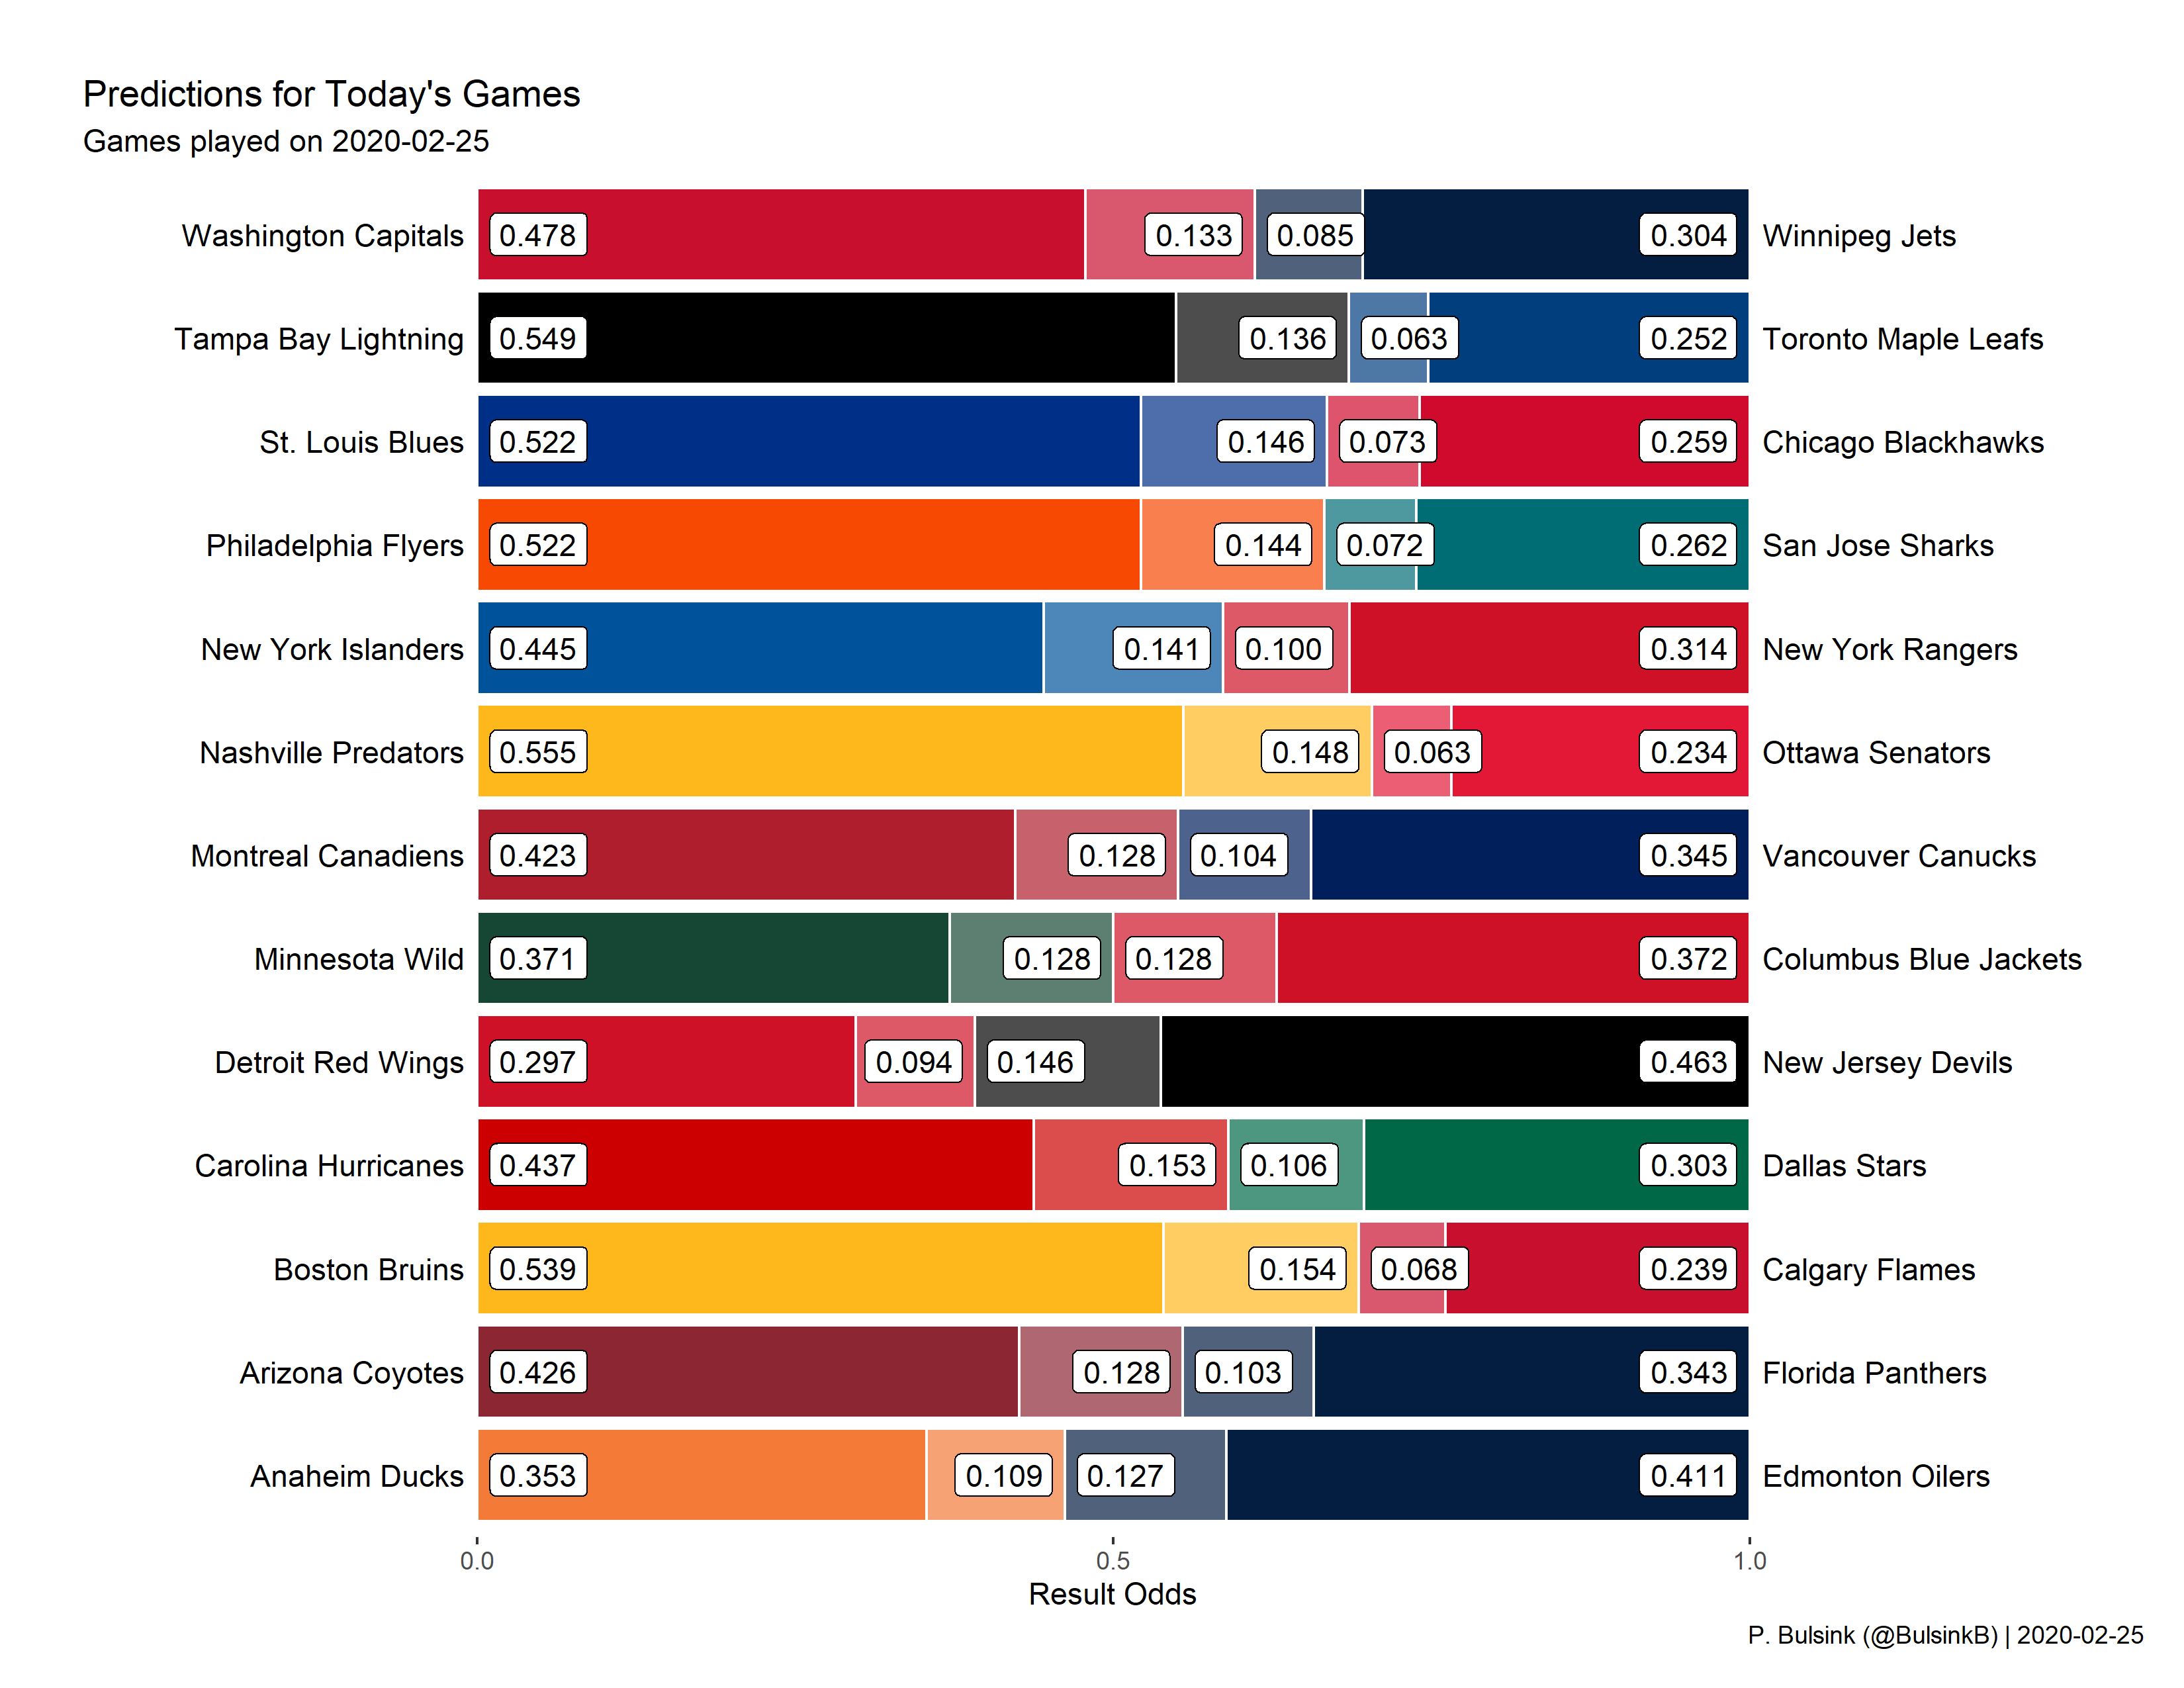 Predictions for Today's Games
Games played on 2020-02-25
Washington Capitals 0.478 0.133 0.085 0.304 Winnipeg Jets
Tampa Bay Lightning 0.549 0.136 0.063 0.252 Toronto Maple Leafs
St. Louis Blues 0.522 0.146 0.073 0.259 Chicago Blackhawks
Philadelphia Flyers 0.522 0.144 0.072 0.262 San Jose Sharks
New York Islanders 0.445 0.141 0.100 0.314 New York Rangers
Nashville Predators 0.555 0.148 0.063 0.234 Ottawa Senators
Montreal Canadiens 0.423 0.128 0.104 0.345 Vancouver Canucks
Minnesota Wild 0.371 0.128 0.128 0.372 Columbus Blue Jackets
Detroit Red Wings 0.297 0.094 0.146 0.463 New Jersey Devils
Carolina Hurricanes 0.437 0.153 0.106 0.303 Dallas Stars
Boston Bruins 0.539 0.154 0.068 0.239 Calgary Flames
Arizona Coyotes 0.426 0.128 0.103 0.343 Florida Panthers
Anaheim Ducks 0.353 0.109 0.127 0.411 Edmonton Oilers
0.0 0.5 1.0
Result Odds
P. Bulsink (@BulsinkB) | 2020-02-25